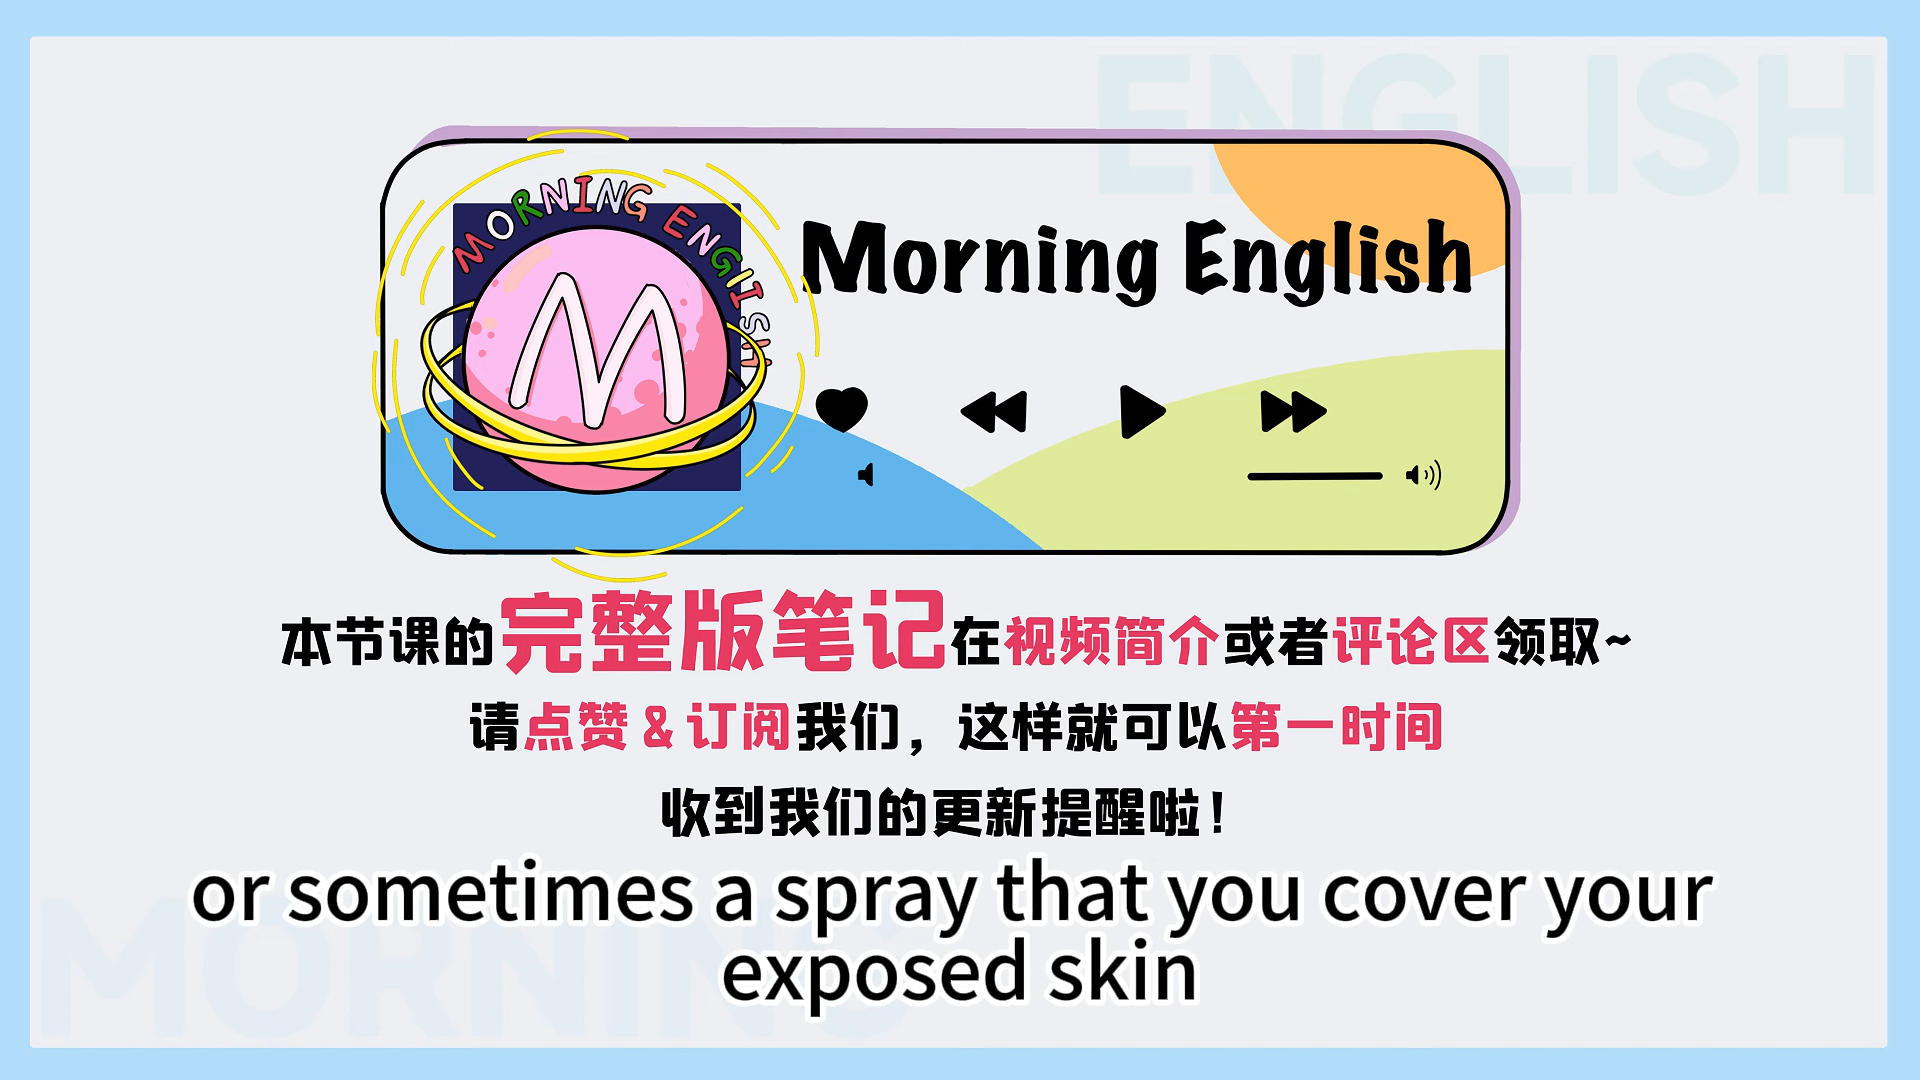 ENGLISH
MORNING ENGLISH
M
Morning English
本节课的完整版笔记在视频简介或者评论区领取~
请点赞&订阅我们，这样就可以第一时间
收到我们的更新提醒啦！
MORNING
or sometimes a spray that you cover your
exposed skin